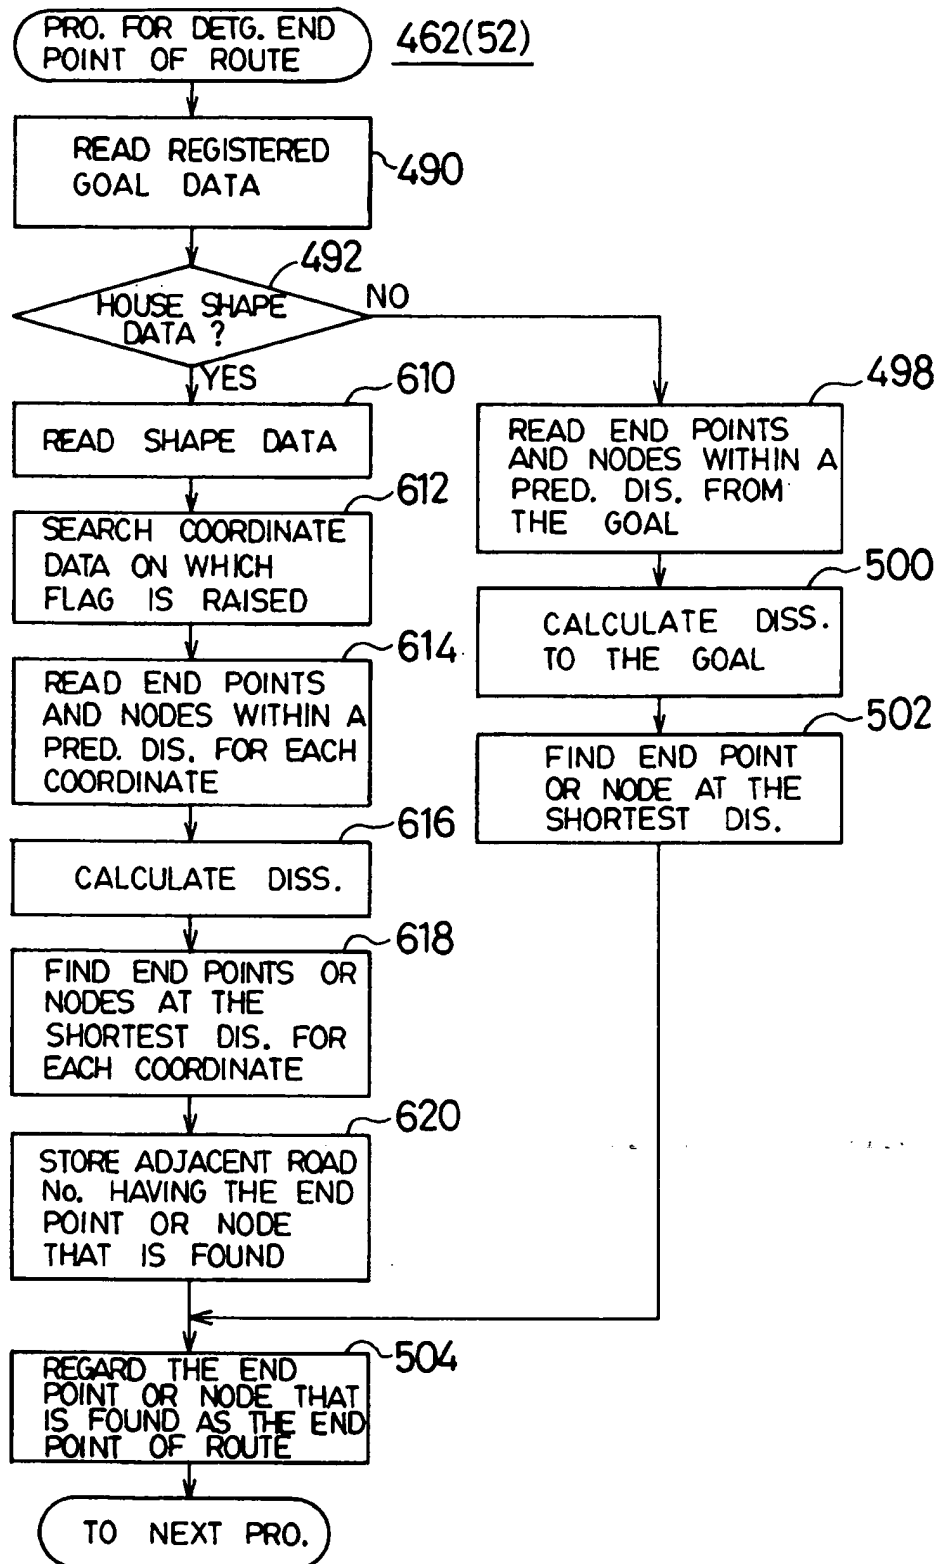 PRO. FOR DETG. END
POINT OF ROUTE
462(52)
READ REGISTERED
GOAL DATA
490
492
HOUSE SHAPE
DATA ?
NO
YES
610
READ SHAPE DATA
612
SEARCH COORDINATE
DATA ON WHICH
FLAG IS RAISED
614
READ END POINTS
AND NODES WITHIN A
PRED. DIS. FOR EACH
COORDINATE
616
CALCULATE DISS.
618
FIND END POINTS OR
NODES AT THE
SHORTEST DIS. FOR
EACH COORDINATE
620
STORE ADJACENT ROAD
No. HAVING THE END
POINT OR NODE
THAT IS FOUND
498
READ END POINTS
AND NODES WITHIN A
PRED. DIS. FROM
THE GOAL
500
CALCULATE DISS.
TO THE GOAL
502
FIND END POINT
OR NODE AT THE
SHORTEST DIS.
504
REGARD THE END
POINT OR NODE THAT
IS FOUND AS THE END
POINT OF ROUTE
TO NEXT PRO.